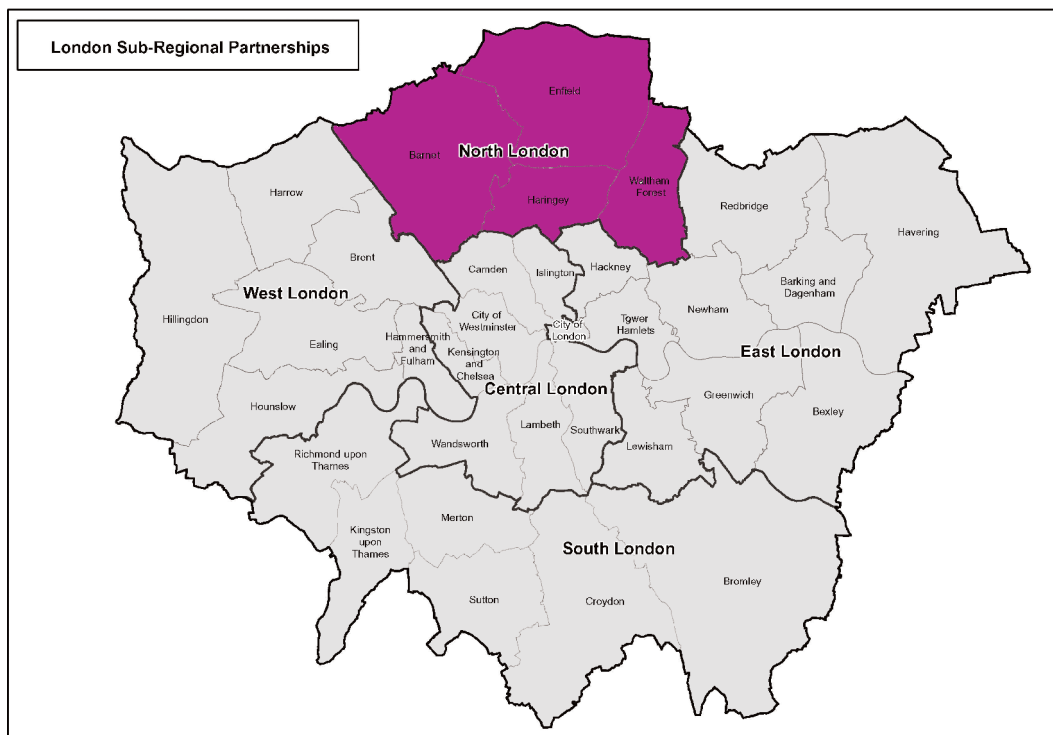 London Sub-Regional Partnerships
Enfield
Barnet
North London
Waltham
Forest
Haringey
Harrow
Redbridge
Havering
Brent
Camden
Islington
Hackney
Barking and
Dagenham
West London
Newham
Hillingdon
City of
Westminster
City of
London
Tower
Hamlets
Ealing
Hammersmith
and
Fulham
Kensington
and
Chelsea
East London
Central London
Greenwich
Hounslow
Bexley
Lambeth
Southwark
Wandsworth
Lewisham
Richmond upon
Thames
Merton
Kingston
upon
Thames
South London
Bromley
Sutton
Croydon